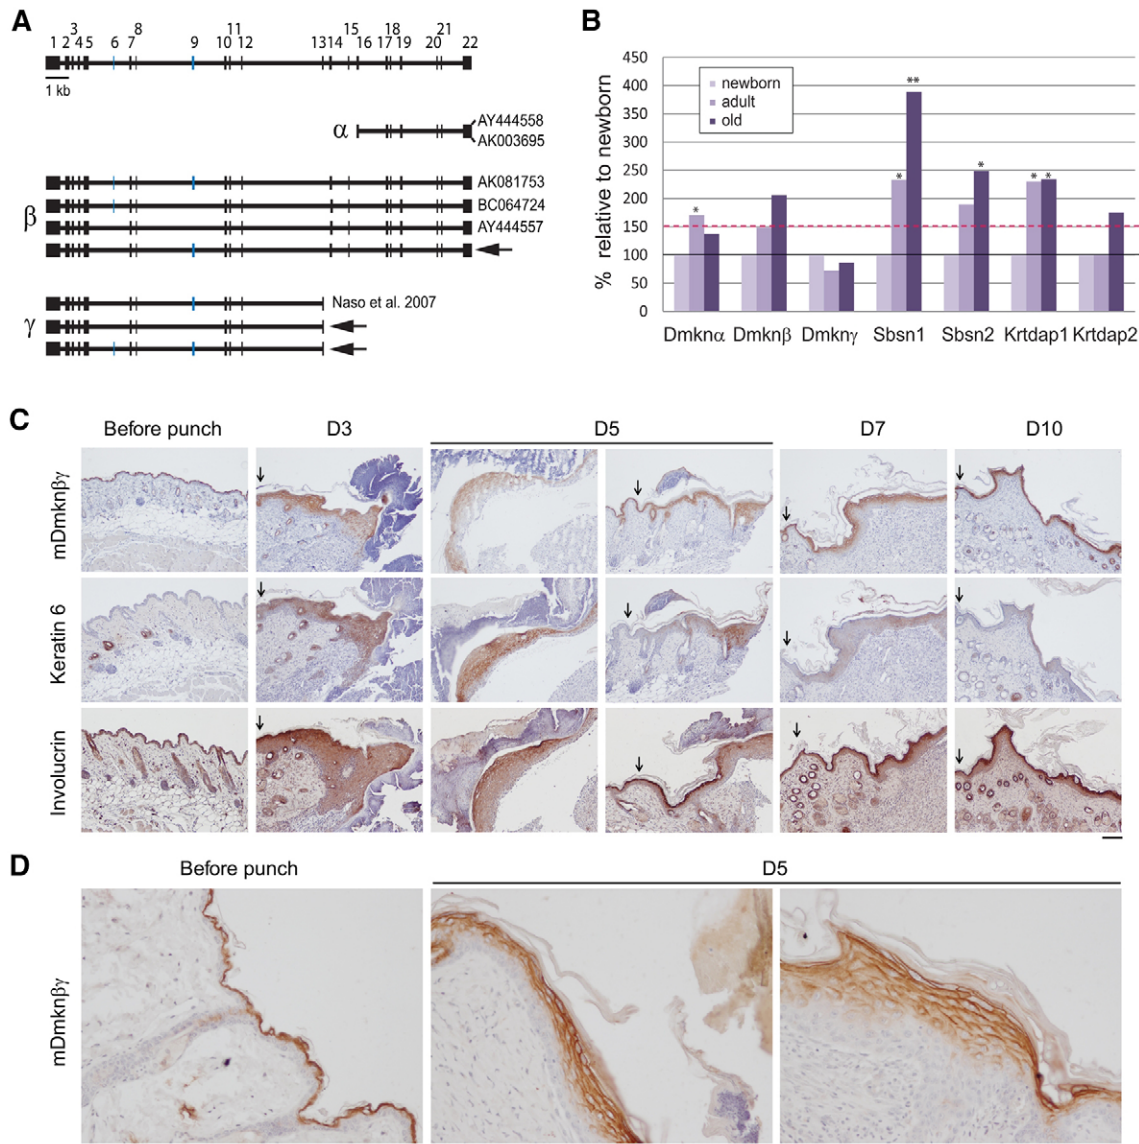 A
3 8 11 15 18 21
1 2 4 5 6 7 9 10 12 13 14 16 17 19 20 22
1 kb
α
AY444558
AK003695
β
AK081753
BC064724
AY444557
γ
Naso et al. 2007
B
% relative to newborn
450
400
350
300
250
200
150
100
50
0
newborn
adult
old
*
*
**
*
* *
Dmknα Dmknβ Dmknγ Sbsn1 Sbsn2 Krtdap1 Krtdap2
C
Before punch D3 D5 D7 D10
mDmknβγ
Keratin 6
Involucrin
D
Before punch D5
mDmknβγ